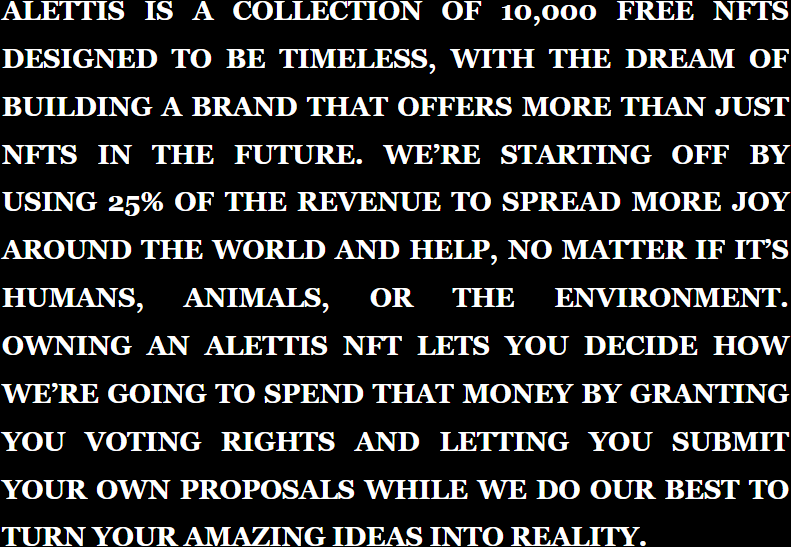 ALETTIS IS A COLLECTION OF 10,000 FREE NFTS
DESIGNED TO BE TIMELESS, WITH THE DREAM OF
BUILDING A BRAND THAT OFFERS MORE THAN JUST
NFTS IN THE FUTURE. WE’RE STARTING OFF BY
USING 25% OF THE REVENUE TO SPREAD MORE JOY
AROUND THE WORLD AND HELP, NO MATTER IF IT’S
HUMANS, ANIMALS, OR THE ENVIRONMENT.
OWNING AN ALETTIS NFT LETS YOU DECIDE HOW
WE’RE GOING TO SPEND THAT MONEY BY GRANTING
YOU VOTING RIGHTS AND LETTING YOU SUBMIT
YOUR OWN PROPOSALS WHILE WE DO OUR BEST TO
TURN YOUR AMAZING IDEAS INTO REALITY.